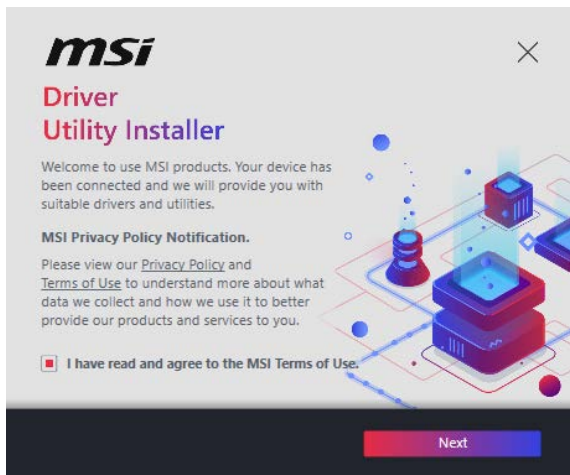 msi
Driver
Utility Installer
Welcome to use MSI products. Your device has
been connected and we will provide you with
suitable drivers and utilities.
MSI Privacy Policy Notification.
Please view our Privacy Policy and
Terms of Use to understand more about what
data we collect and how we use it to better
provide our products and services to you.
I have read and agree to the MSI Terms of Use.
Next